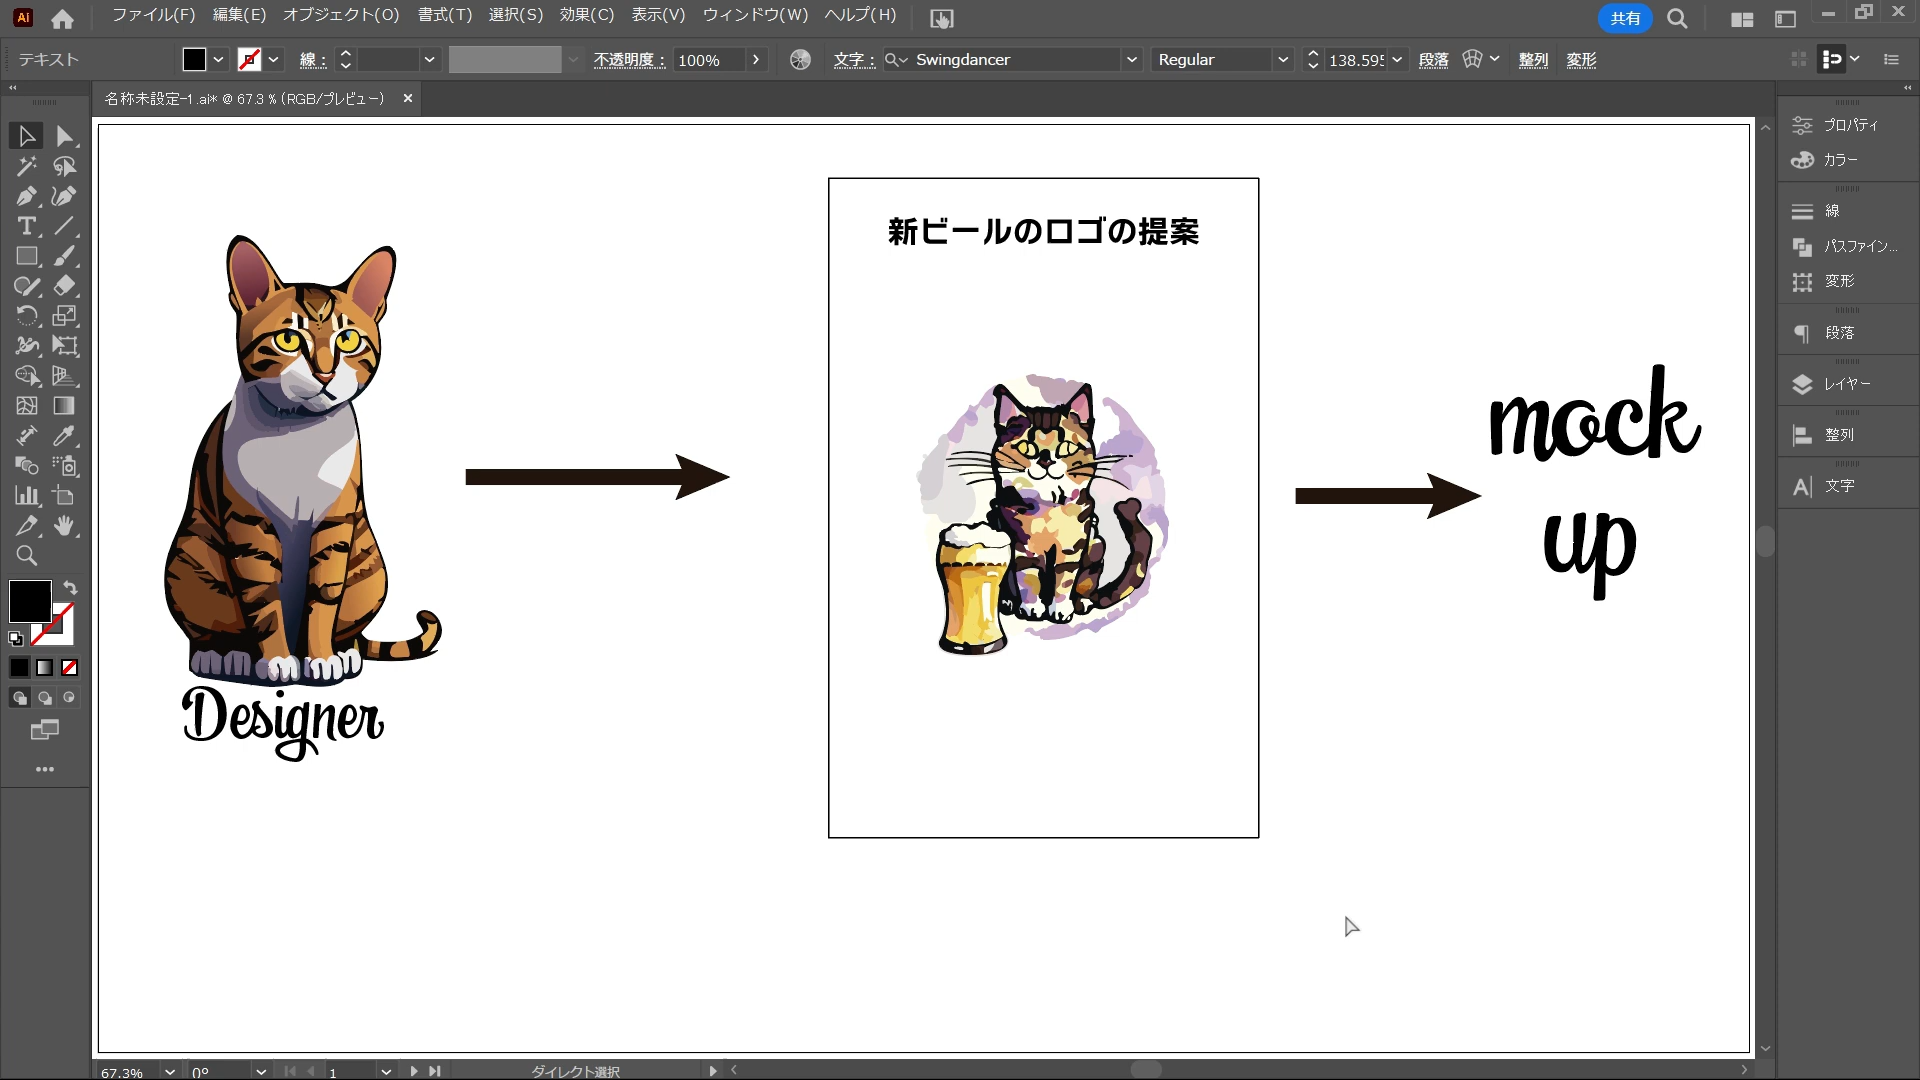 Ai ファイル(F) 編集(E) オブジェクト(O) 書式(T) 選択(S) 効果(C) 表示(V) ウィンドウ(W) ヘルプ(H) 共有
テキスト 線： 不透明度： 100% 文字： Swingdancer Regular 138.595 段落 整列 変形
名称未設定-1.ai* @ 67.3 % (RGB/プレビュー) ×
プロパティ
カラー
線
パスファイン...
変形
段落
レイヤー
整列
文字
新ビールのロゴの提案
Designer
mock
up
67.3% 0° 1 ダイレクト選択